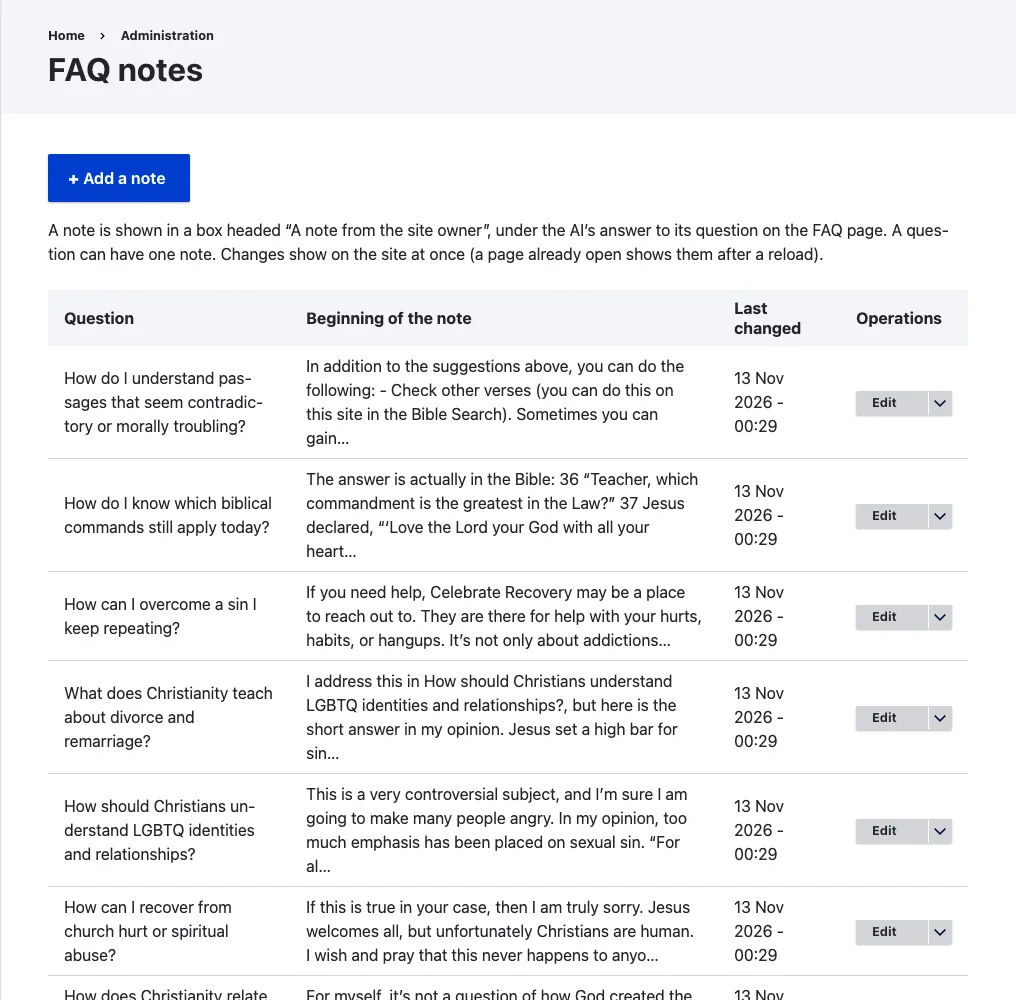 Home > Administration
FAQ notes
+ Add a note
A note is shown in a box headed “A note from the site owner”, under the AI’s answer to its question on the FAQ page. A ques-
tion can have one note. Changes show on the site at once (a page already open shows them after a reload).
Question Beginning of the note Last changed Operations
How do I understand pas-
sages that seem contradic-
tory or morally troubling?
In addition to the suggestions above, you can do the
following: - Check other verses (you can do this on
this site in the Bible Search). Sometimes you can
gain...
13 Nov
2026 -
00:29
Edit
How do I know which biblical
commands still apply today?
The answer is actually in the Bible: 36 “Teacher, which
commandment is the greatest in the Law?” 37 Jesus
declared, “‘Love the Lord your God with all your
heart...
13 Nov
2026 -
00:29
Edit
How can I overcome a sin I
keep repeating?
If you need help, Celebrate Recovery may be a place
to reach out to. They are there for help with your hurts,
habits, or hangups. It’s not only about addictions...
13 Nov
2026 -
00:29
Edit
What does Christianity teach
about divorce and
remarriage?
I address this in How should Christians understand
LGBTQ identities and relationships?, but here is the
short answer in my opinion. Jesus set a high bar for
sin...
13 Nov
2026 -
00:29
Edit
How should Christians un-
derstand LGBTQ identities
and relationships?
This is a very controversial subject, and I’m sure I am
going to make many people angry. In my opinion, too
much emphasis has been placed on sexual sin. “For
al...
13 Nov
2026 -
00:29
Edit
How can I recover from
church hurt or spiritual
abuse?
If this is true in your case, then I am truly sorry. Jesus
welcomes all, but unfortunately Christians are human.
I wish and pray that this never happens to anyo...
13 Nov
2026 -
00:29
Edit
How does Christianity relate
For myself, it’s not a question of how God created the
13 Nov